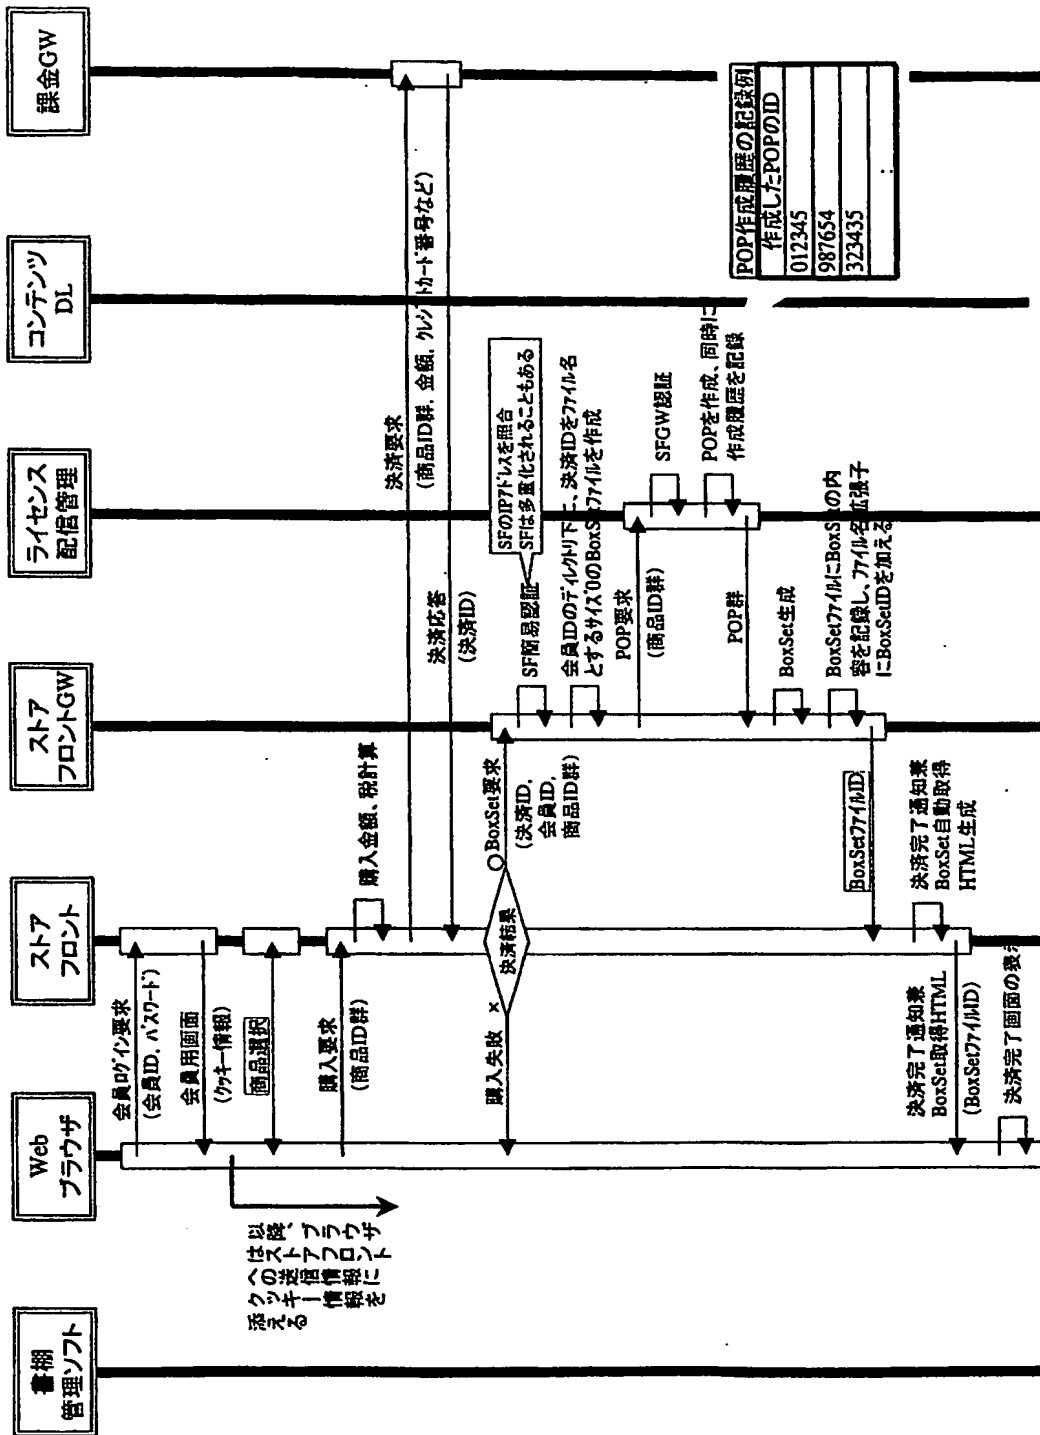 書棚
管理ソフト
Web
ブラウザ
ストア
フロント
ストア
フロントGW
ライセンス
配信管理
コンテンツ
DL
課金GW
会員ログイン要求
(会員ID, パスワード)
会員用画面
(クッキー情報)
以降、ブラウザ
はストアフロント
への送信情報に
クッキー情報を
添える
商品選択
購入要求
(商品ID群)
購入金額、税計算
決済要求
(商品ID群, 金額, クレジットカード番号など)
決済応答
(決済ID)
決済結果
購入失敗 ×
○BoxSet要求
(決済ID,
会員ID,
商品ID群)
SFのIPアドレスを照合
SFは多重化されることもある
SF簡易認証
会員IDのディレクトリ下に、決済IDをファイル名
とするサイズ0のBoxSetファイルを作成
POP要求
(商品ID群)
SFGW認証
POPを作成、同時に
作成履歴を記録
POP群
BoxSet生成
BoxSetファイルにBoxSetの内
容を記録し、ファイル名拡張子
にBoxSetIDを加える
BoxSetファイルID
決済完了通知兼
BoxSet自動取得
HTML生成
決済完了通知兼
BoxSet取得HTML
(BoxSetファイルID)
決済完了画面の表示
POP作成履歴の記録例
作成したPOPのID
012345
987654
323435
: